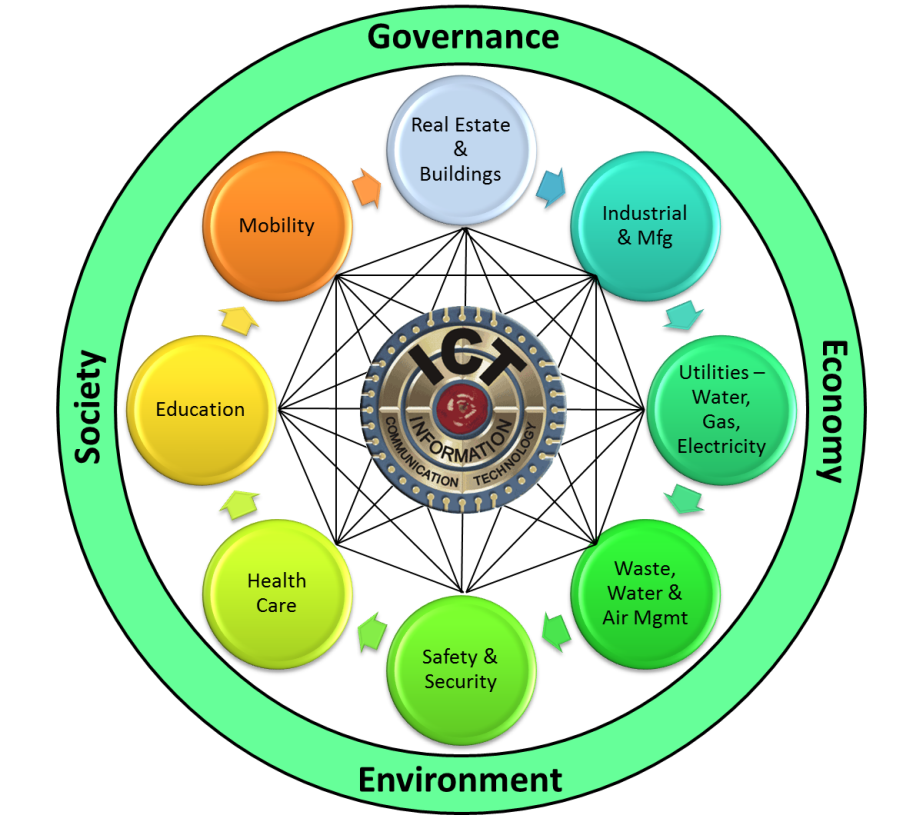 Governance
Real Estate
&
Buildings
Industrial
& Mfg
Utilities –
Water,
Gas,
Electricity
Waste,
Water &
Air Mgmt
Safety &
Security
Health
Care
Education
Mobility
Society
Economy
Environment
ICT
INFORMATION
COMMUNICATION
TECHNOLOGY